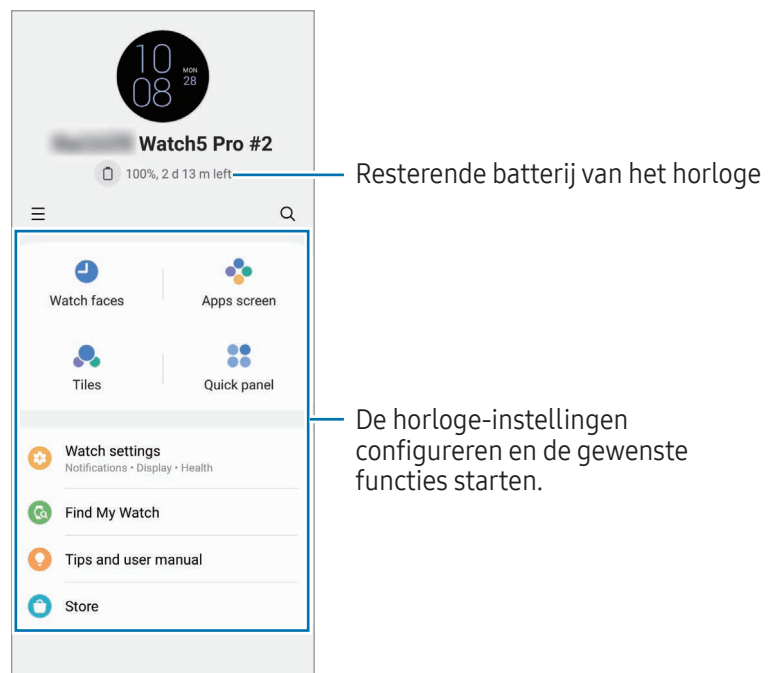 10
08
MON
28
Watch5 Pro #2
100%, 2 d 13 m left
Resterende batterij van het horloge
Watch faces
Apps screen
Tiles
Quick panel
De horloge-instellingen
configureren en de gewenste
functies starten.
Watch settings
Notifications • Display • Health
Find My Watch
Tips and user manual
Store